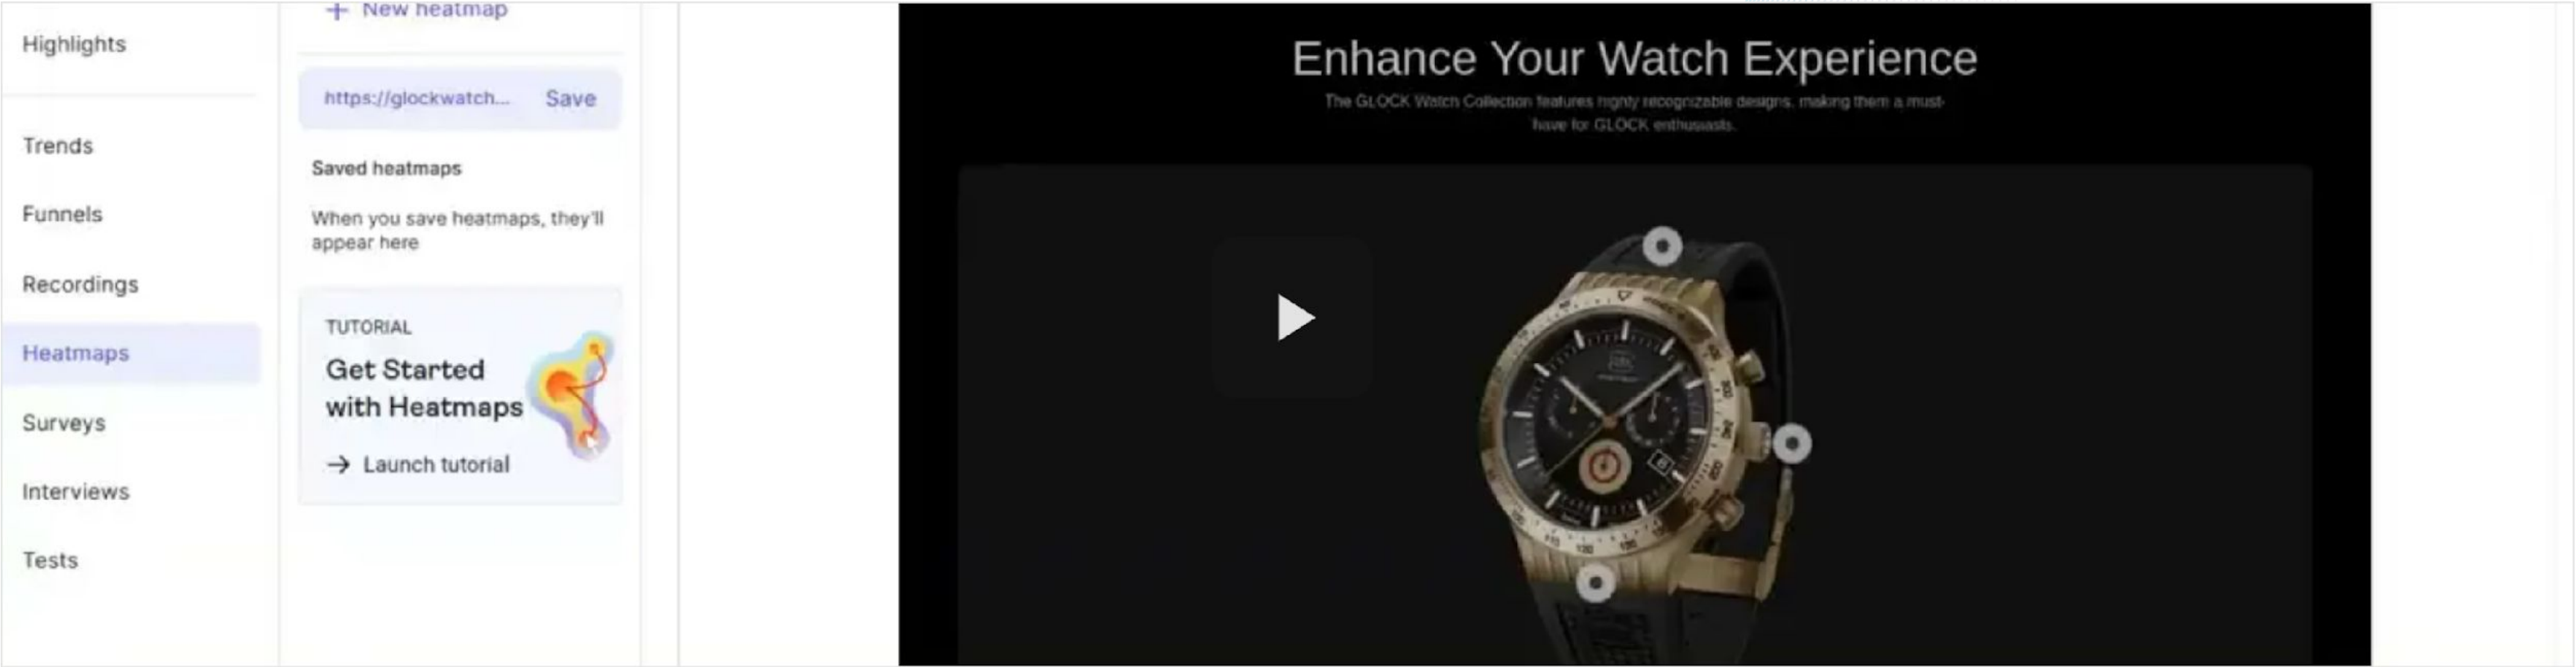 New heatmap
Highlights
https://glockwatch... Save
Trends
Saved heatmaps
Funnels
When you save heatmaps, they'll
appear here
Recordings
TUTORIAL
Heatmaps
Get Started
with Heatmaps
Surveys
Launch tutorial
Interviews
Tests
Enhance Your Watch Experience
The GLOCK Watch Collection features highly recognizable designs, making them a must-
have for GLOCK enthusiasts.